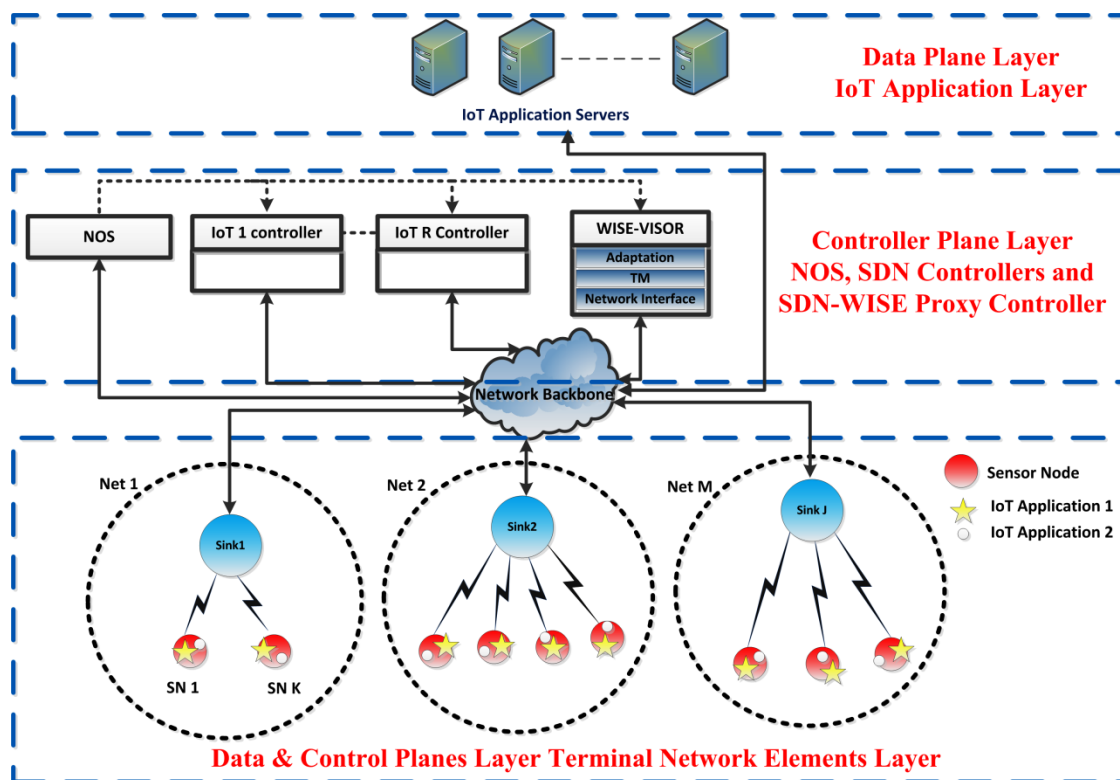 Data Plane Layer
IoT Application Layer
IoT Application Servers
NOS
IoT 1 controller
IoT R Controller
WISE-VISOR
Adaptation
TM
Network Interface
Controller Plane Layer
NOS, SDN Controllers and
SDN-WISE Proxy Controller
Network Backbone
Net 1
Net 2
Net M
Sink1
Sink2
Sink J
Sensor Node
IoT Application 1
IoT Application 2
SN 1
SN K
Data & Control Planes Layer Terminal Network Elements Layer